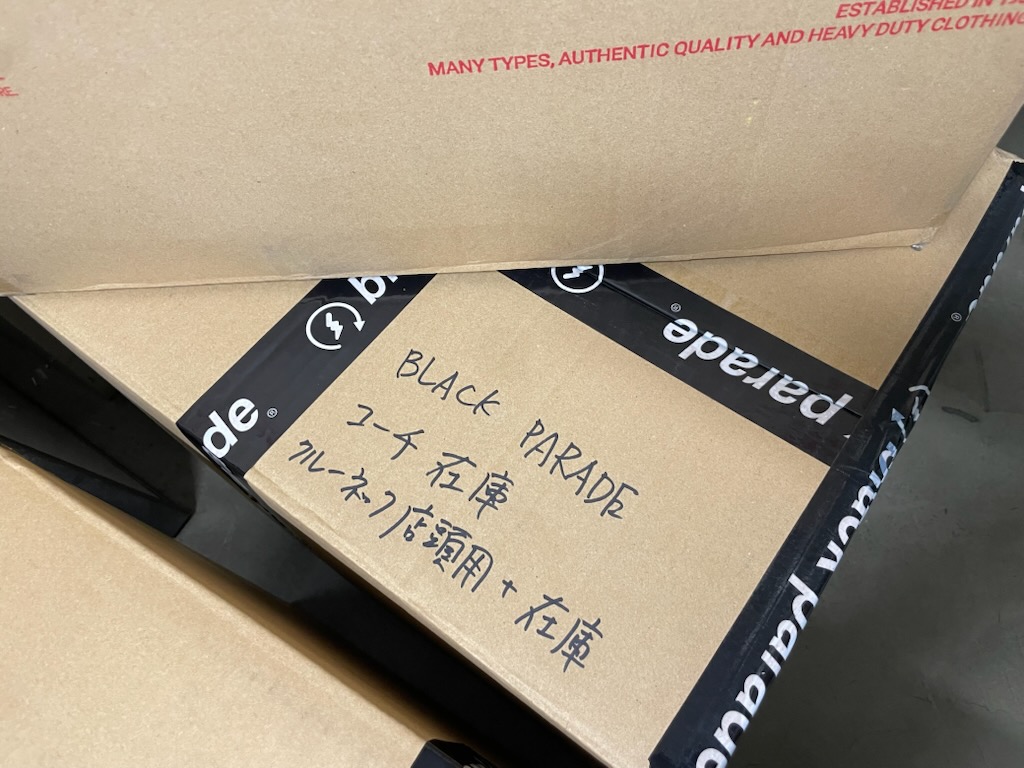 ESTABLISHED IN
MANY TYPES, AUTHENTIC QUALITY AND HEAVY DUTY CLOTHING
parade
®
de ®
BLACK PARADE
コーチ 在庫
クルーネック店頭用+在庫
parade